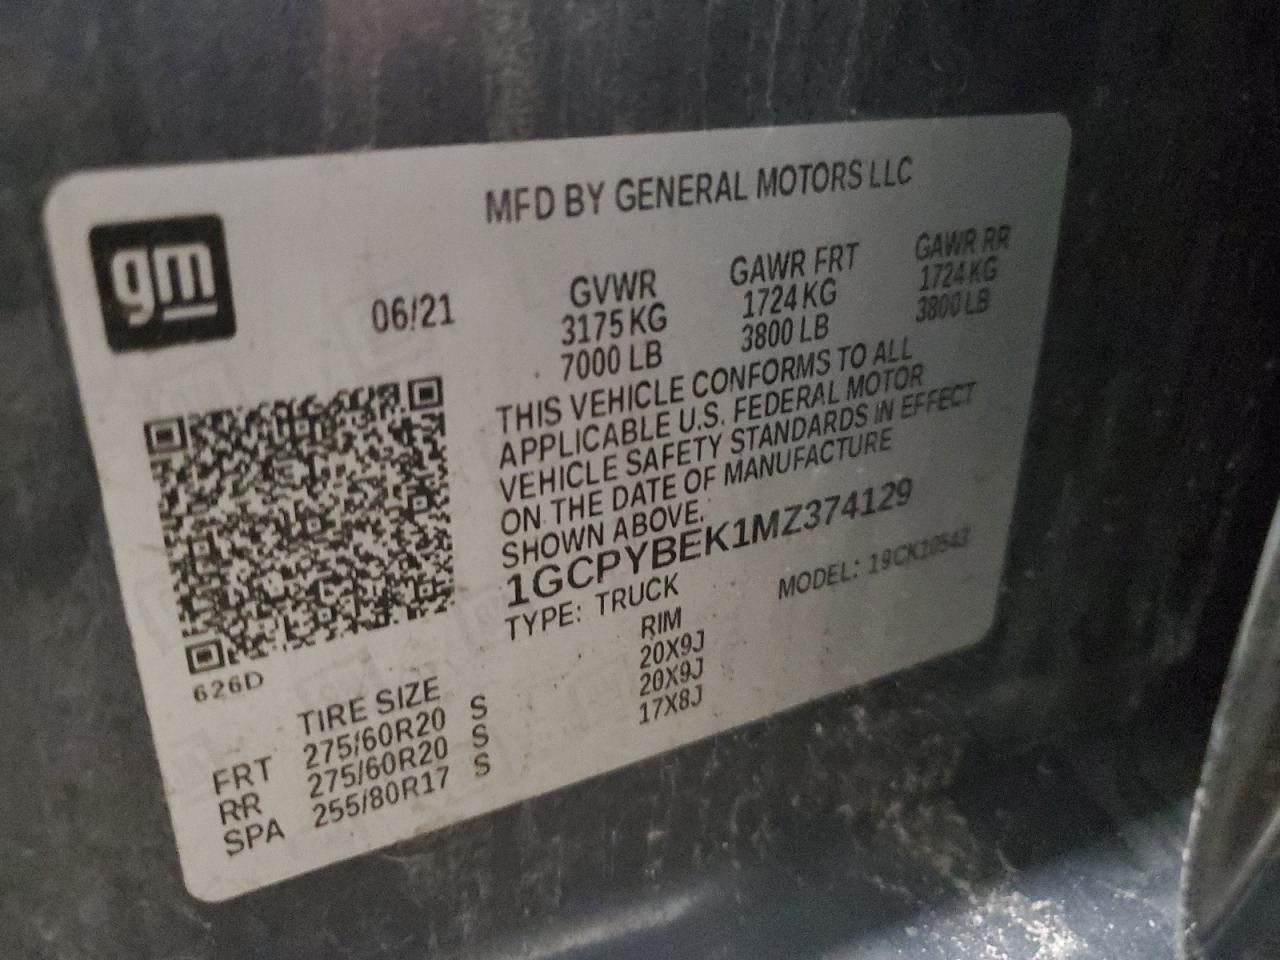 MFD BY GENERAL MOTORS LLC
gm
06/21
GVWR GAWR FRT GAWR RR
3175 KG 1724 KG 1724 KG
7000 LB 3800 LB 3800 LB
THIS VEHICLE CONFORMS TO ALL
APPLICABLE U.S. FEDERAL MOTOR
VEHICLE SAFETY STANDARDS IN EFFECT
ON THE DATE OF MANUFACTURE
SHOWN ABOVE.
1GCPYBEK1MZ374129
TYPE: TRUCK MODEL: 19CK10543
626D
TIRE SIZE RIM
FRT 275/60R20 S 20X9J
RR 275/60R20 S 20X9J
SPA 255/80R17 S 17X8J